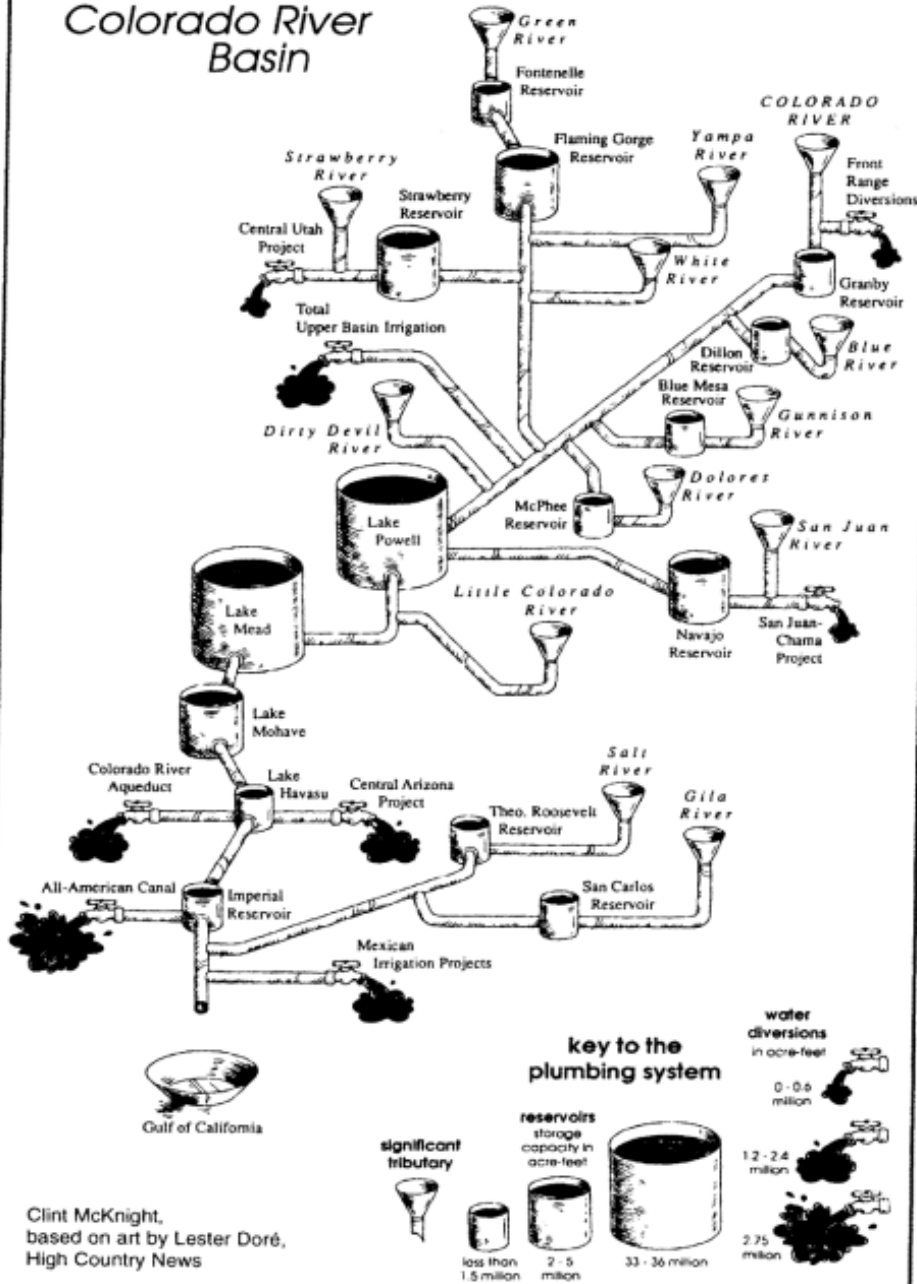 Colorado River
Basin
Green
River
Fontenelle
Reservoir
COLORADO
RIVER
Flaming Gorge
Reservoir
Yampa
River
Strawberry
River
Front
Range
Diversions
Strawberry
Reservoir
Central Utah
Project
White
River
Granby
Reservoir
Total
Upper Basin Irrigation
Dillon
Reservoir
Blue
River
Blue Mesa
Reservoir
Gunnison
River
Dirty Devil
River
Dolores
River
McPhee
Reservoir
Lake
Powell
San Juan
River
Little Colorado
River
Lake
Mead
Navajo
Reservoir
San Juan-
Chama
Project
Lake
Mohave
Salt
River
Colorado River
Aqueduct
Lake
Havasu
Central Arizona
Project
Gila
River
Theo. Roosevelt
Reservoir
All-American Canal
Imperial
Reservoir
San Carlos
Reservoir
Mexican
Irrigation Projects
Gulf of California
key to the
plumbing system
water
diversions
in acre-feet
0 - 0.6
million
1.2 - 2.4
million
2.75
million
significant
tributary
reservoirs
storage
capacity in
acre-feet
less than
1.5 million
2 - 5
million
33 - 36 million
Clint McKnight,
based on art by Lester Doré,
High Country News